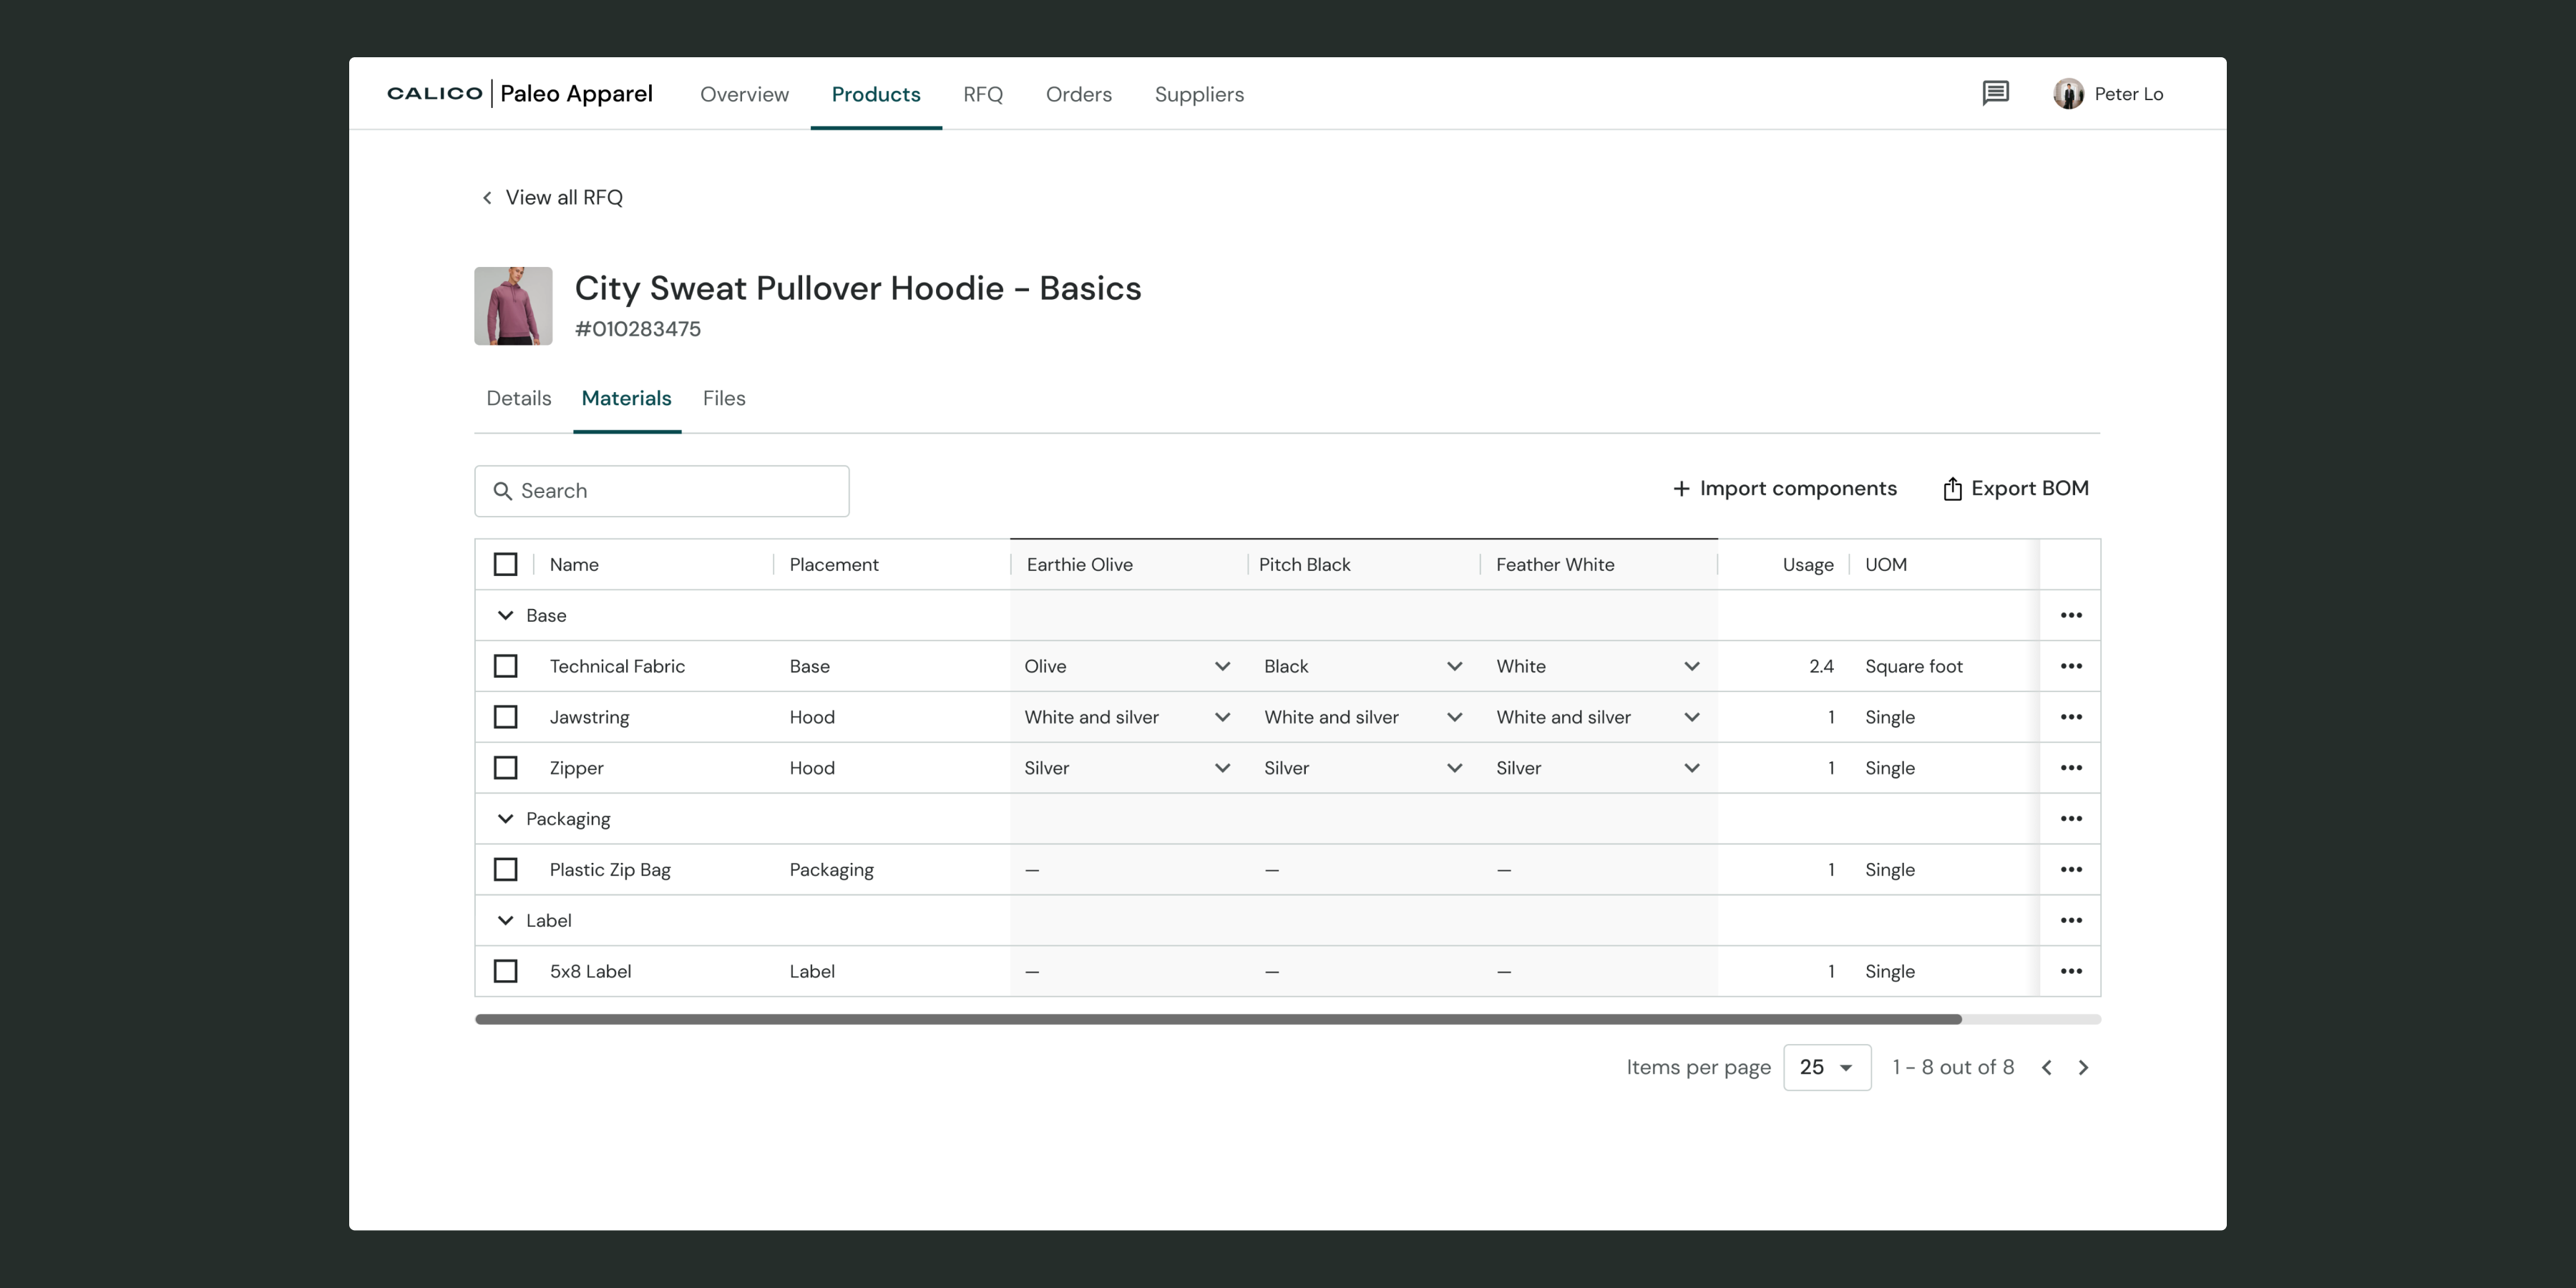 CALICO | Paleo Apparel Overview Products RFQ Orders Suppliers Peter Lo
View all RFQ
City Sweat Pullover Hoodie - Basics
#010283475
Details Materials Files
Search + Import components Export BOM
Name Placement Earthie Olive Pitch Black Feather White Usage UOM
Base
Technical Fabric Base Olive Black White 2.4 Square foot
Jawstring Hood White and silver White and silver White and silver 1 Single
Zipper Hood Silver Silver Silver 1 Single
Packaging
Plastic Zip Bag Packaging — — — 1 Single
Label
5x8 Label Label — — — 1 Single
Items per page 25 1 - 8 out of 8